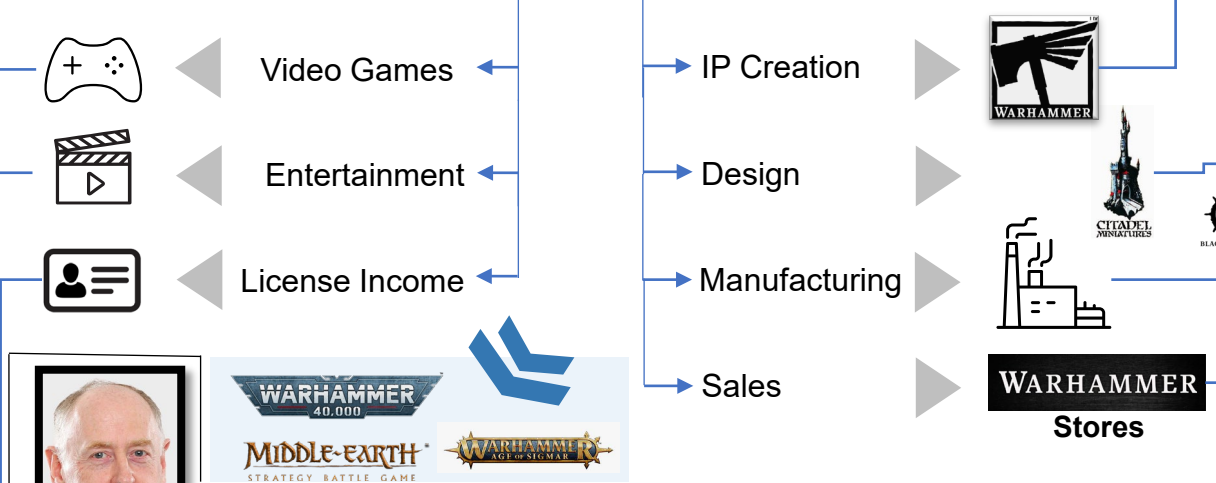 Video Games
Entertainment
License Income
WARHAMMER
40,000
MIDDLE-EARTH
STRATEGY BATTLE GAME
WARHAMMER
AGE OF SIGMAR
IP Creation
Design
Manufacturing
Sales
WARHAMMER
CITADEL
MINIATURES
WARHAMMER
Stores